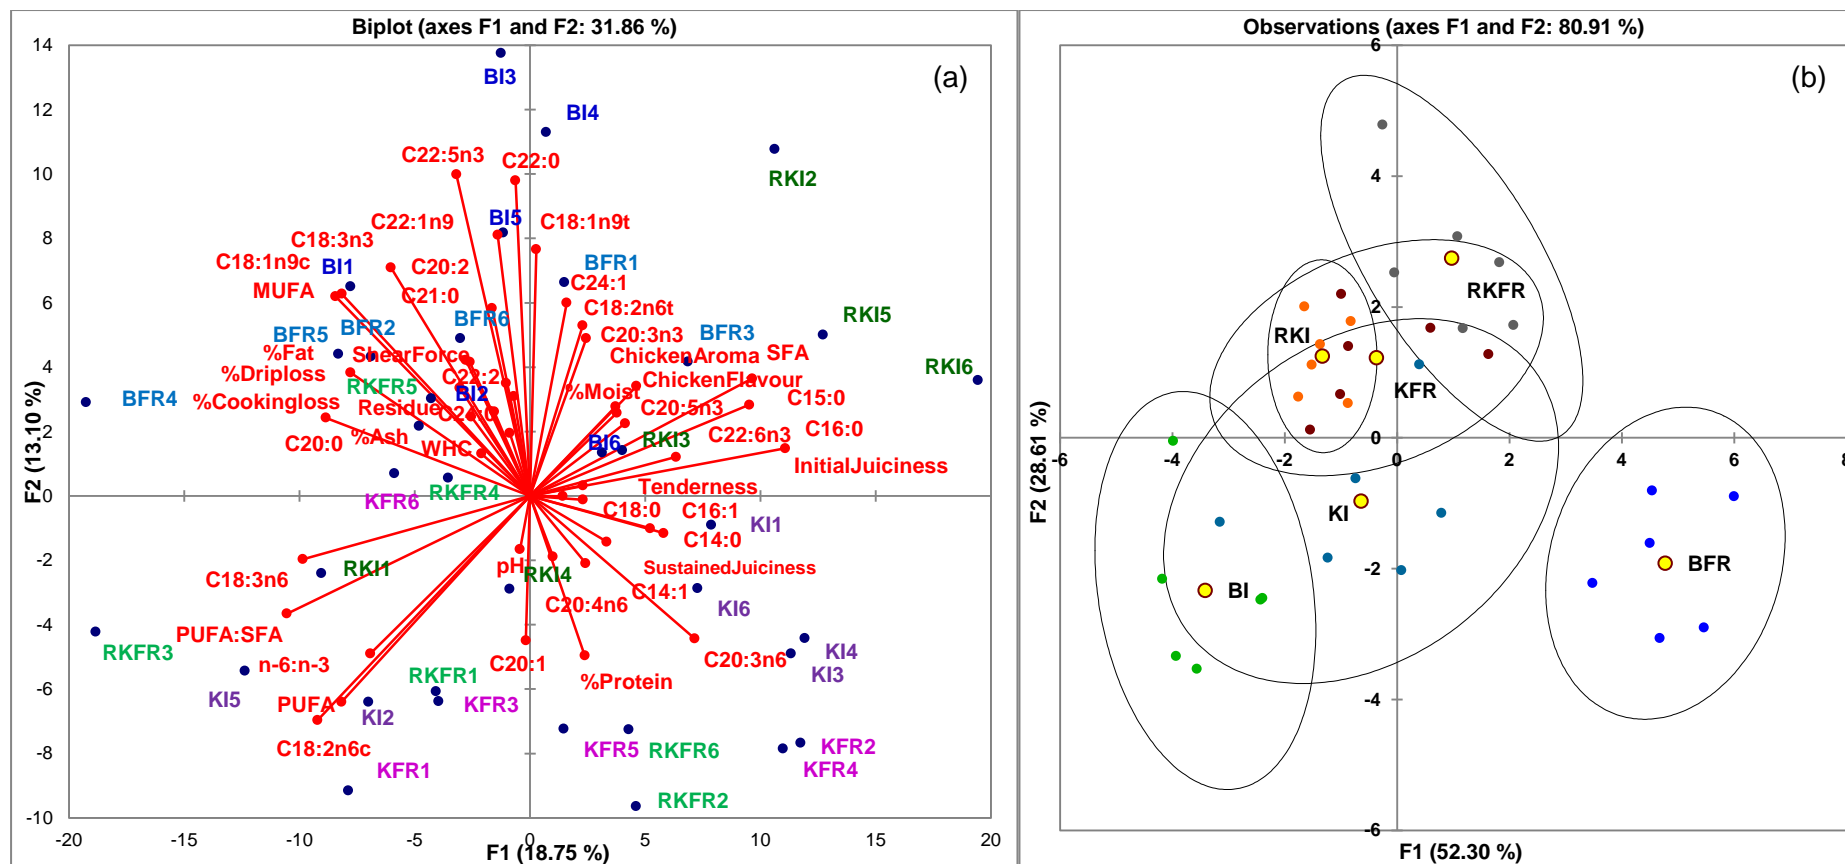 Biplot (axes F1 and F2: 31.86 %)
(a)
14
12
10
8
6
4
2
0
-2
-4
-6
-8
-10
-20
-15
-10
-5
0
5
10
15
20
F2 (13.10 %)
F1 (18.75 %)
BI3
BI4
C22:5n3
C22:0
RKI2
C22:1n9
BI5
C18:1n9t
C18:3n3
C18:1n9c
BI1
C20:2
BFR1
C24:1
MUFA
C21:0
C18:2n6t
BFR5
BFR2
BFR6
C20:3n3
BFR3
RKI5
%Fat
ShearForce
ChickenAroma
SFA
RKI6
%Driploss
RKFR5
C22:2
BI2
%Moist
ChickenFlavour
BFR4
%Cookingloss
Residue
C20:5n3
C15:0
C20:0
%Ash
WHC
BI6
RKI3
C22:6n3
C16:0
InitialJuiciness
KFR6
RKFR4
Tenderness
C18:0
C16:1
KI1
C14:0
C18:3n6
RKI1
pH
RKI4
SustainedJuiciness
C14:1
KI6
C20:4n6
PUFA:SFA
RKFR3
n-6:n-3
C20:1
C20:3n6
KI4
KI3
KI5
RKFR1
%Protein
PUFA
KI2
KFR3
C18:2n6c
KFR5
RKFR6
KFR2
KFR4
KFR1
RKFR2
Observations (axes F1 and F2: 80.91 %)
(b)
6
4
2
0
-2
-4
-6
-6
-4
-2
0
2
4
6
F2 (28.61 %)
F1 (52.30 %)
RKFR
RKI
KFR
KI
BI
BFR